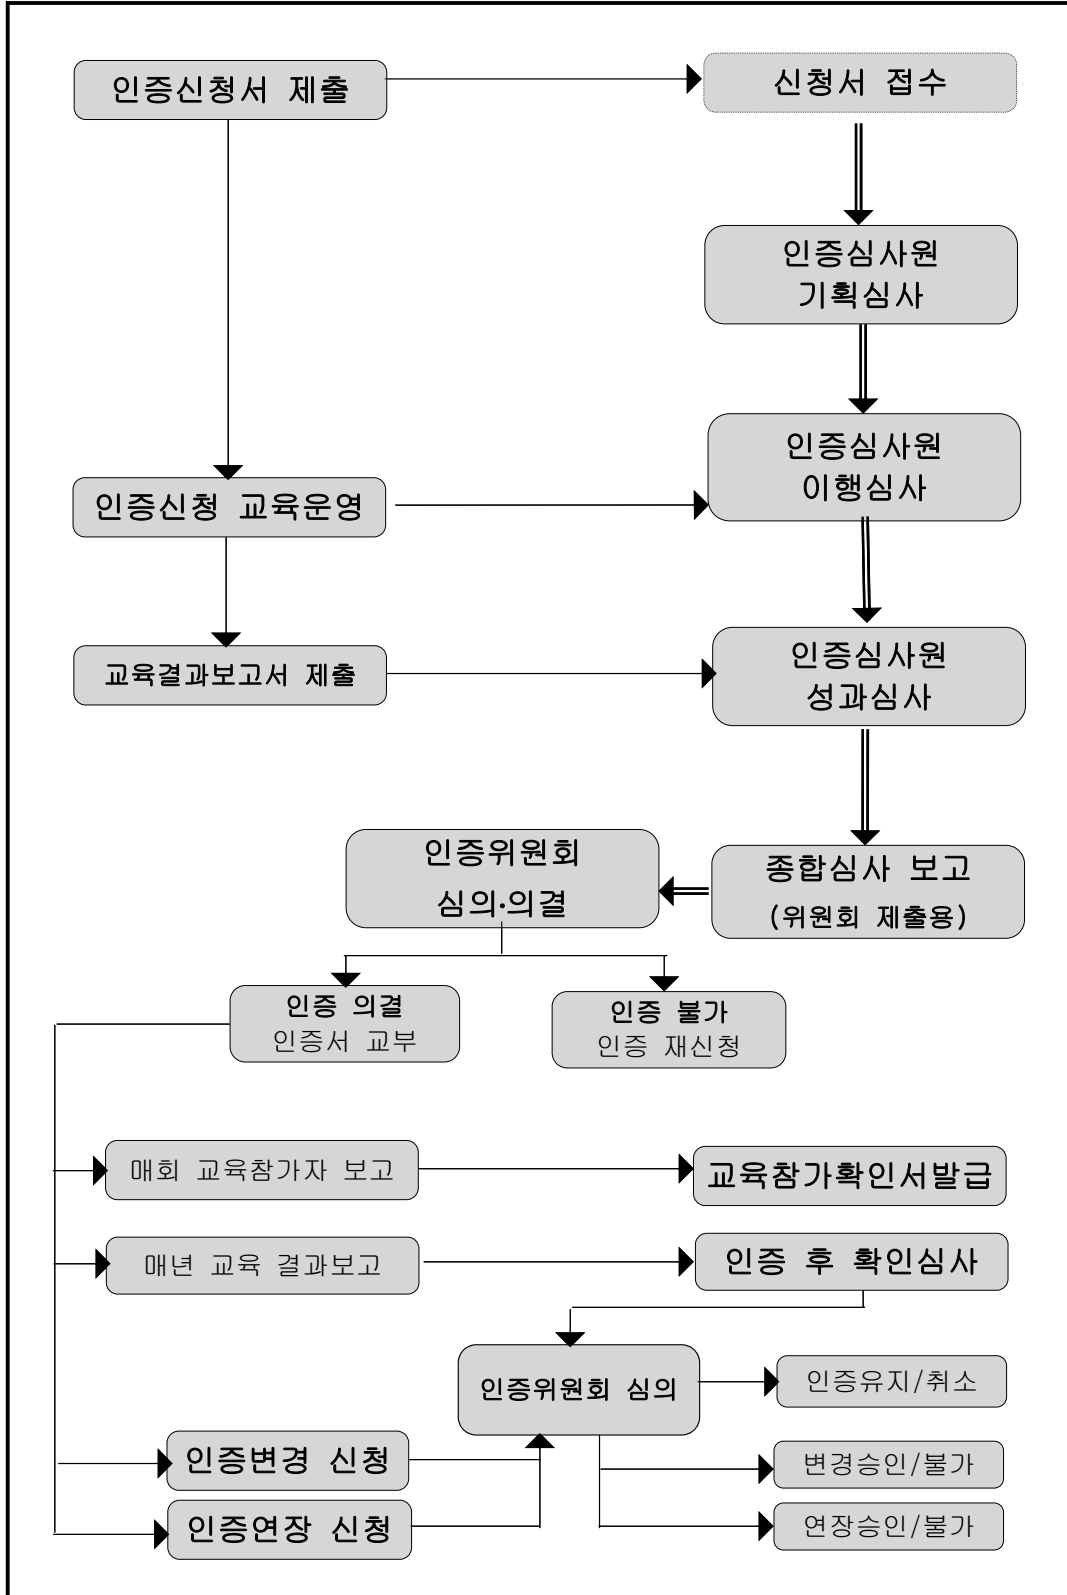 인증신청서 제출
신청서 접수
인증심사원
기획심사
인증심사원
이행심사
인증신청 교육운영
인증심사원
성과심사
교육결과보고서 제출
인증위원회
심의·의결
종합심사 보고
(위원회 제출용)
인증 의결
인증서 교부
인증 불가
인증 재신청
매회 교육참가자 보고
교육참가확인서발급
매년 교육 결과보고
인증 후 확인심사
인증위원회 심의
인증유지/취소
인증변경 신청
변경승인/불가
인증연장 신청
연장승인/불가